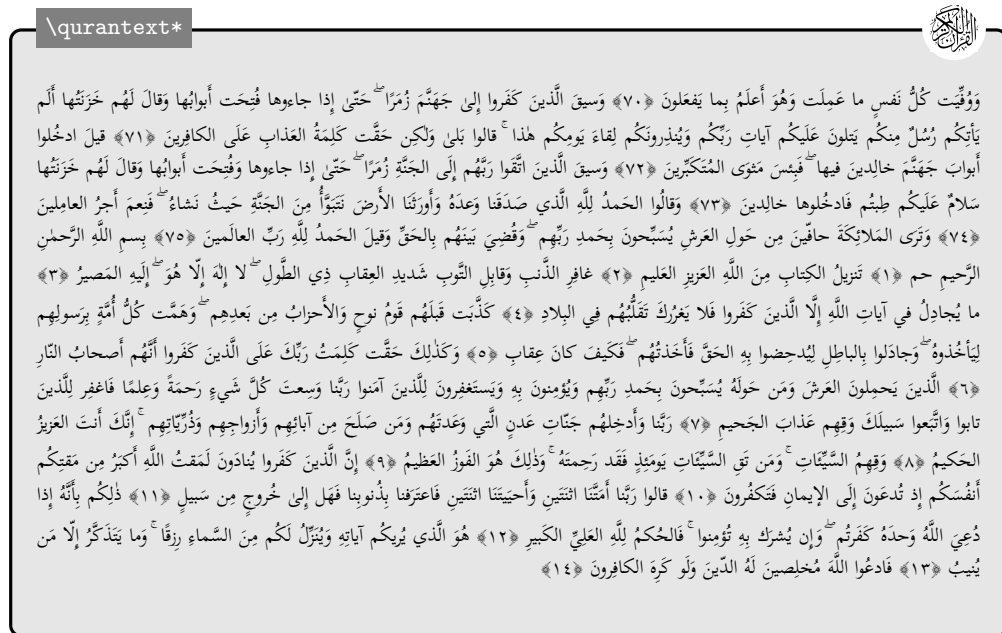 \qurantext*
وَوُفِّيَت كُلُّ نَفسٍ ما عَمِلَت وَهُوَ أَعلَمُ بِما يَفعَلونَ ﴿٧٠﴾ وَسيقَ الَّذينَ كَفَروا إِلىٰ جَهَنَّمَ زُمَرًا ۖ حَتّىٰ إِذا جاءوها فُتِحَت أَبوابُها وَقالَ لَهُم خَزَنَتُها أَلَم
يَأتِكُم رُسُلٌ مِنكُم يَتلونَ عَلَيكُم آياتِ رَبِّكُم وَيُنذِرونَكُم لِقاءَ يَومِكُم هٰذا ۚ قالوا بَلىٰ وَلٰكِن حَقَّت كَلِمَةُ العَذابِ عَلَى الكافِرينَ ﴿٧١﴾ قيلَ ادخُلوا
أَبوابَ جَهَنَّمَ خالِدينَ فيها ۖ فَبِئسَ مَثوَى المُتَكَبِّرينَ ﴿٧٢﴾ وَسيقَ الَّذينَ اتَّقَوا رَبَّهُم إِلَى الجَنَّةِ زُمَرًا ۖ حَتّىٰ إِذا جاءوها وَفُتِحَت أَبوابُها وَقالَ لَهُم خَزَنَتُها
سَلامٌ عَلَيكُم طِبتُم فَادخُلوها خالِدينَ ﴿٧٣﴾ وَقالُوا الحَمدُ لِلَّهِ الَّذي صَدَقَنا وَعدَهُ وَأَورَثَنَا الأَرضَ نَتَبَوَّأُ مِنَ الجَنَّةِ حَيثُ نَشاءُ ۖ فَنِعمَ أَجرُ العامِلينَ
﴿٧٤﴾ وَتَرَى المَلائِكَةَ حافّينَ مِن حَولِ العَرشِ يُسَبِّحونَ بِحَمدِ رَبِّهِم ۖ وَقُضِيَ بَينَهُم بِالحَقِّ وَقيلَ الحَمدُ لِلَّهِ رَبِّ العالَمينَ ﴿٧٥﴾ بِسمِ اللَّهِ الرَّحمٰنِ
الرَّحيمِ حم ﴿١﴾ تَنزيلُ الكِتابِ مِنَ اللَّهِ العَزيزِ العَليمِ ﴿٢﴾ غافِرِ الذَّنبِ وَقابِلِ التَّوبِ شَديدِ العِقابِ ذِي الطَّولِ ۖ لا إِلٰهَ إِلّا هُوَ ۖ إِلَيهِ المَصيرُ ﴿٣﴾
ما يُجادِلُ في آياتِ اللَّهِ إِلَّا الَّذينَ كَفَروا فَلا يَغرُركَ تَقَلُّبُهُم فِي البِلادِ ﴿٤﴾ كَذَّبَت قَبلَهُم قَومُ نوحٍ وَالأَحزابُ مِن بَعدِهِم ۖ وَهَمَّت كُلُّ أُمَّةٍ بِرَسولِهِم
لِيَأخُذوهُ ۖ وَجادَلوا بِالباطِلِ لِيُدحِضوا بِهِ الحَقَّ فَأَخَذتُهُم ۖ فَكَيفَ كانَ عِقابِ ﴿٥﴾ وَكَذٰلِكَ حَقَّت كَلِمَتُ رَبِّكَ عَلَى الَّذينَ كَفَروا أَنَّهُم أَصحابُ النّارِ
﴿٦﴾ الَّذينَ يَحمِلونَ العَرشَ وَمَن حَولَهُ يُسَبِّحونَ بِحَمدِ رَبِّهِم وَيُؤمِنونَ بِهِ وَيَستَغفِرونَ لِلَّذينَ آمَنوا رَبَّنا وَسِعتَ كُلَّ شَيءٍ رَحمَةً وَعِلمًا فَاغفِر لِلَّذينَ
تابوا وَاتَّبَعوا سَبيلَكَ وَقِهِم عَذابَ الجَحيمِ ﴿٧﴾ رَبَّنا وَأَدخِلهُم جَنّاتِ عَدنٍ الَّتي وَعَدتَهُم وَمَن صَلَحَ مِن آبائِهِم وَأَزواجِهِم وَذُرِّيّاتِهِم ۚ إِنَّكَ أَنتَ العَزيزُ
الحَكيمُ ﴿٨﴾ وَقِهِمُ السَّيِّئَاتِ ۚ وَمَن تَقِ السَّيِّئَاتِ يَومَئِذٍ فَقَد رَحِمتَهُ ۚ وَذٰلِكَ هُوَ الفَوزُ العَظيمُ ﴿٩﴾ إِنَّ الَّذينَ كَفَروا يُنادَونَ لَمَقتُ اللَّهِ أَكبَرُ مِن مَقتِكُم
أَنفُسَكُم إِذ تُدعَونَ إِلَى الإيمانِ فَتَكفُرونَ ﴿١٠﴾ قالوا رَبَّنا أَمَتَّنَا اثنَتَينِ وَأَحيَيتَنَا اثنَتَينِ فَاعتَرَفنا بِذُنوبِنا فَهَل إِلىٰ خُروجٍ مِن سَبيلٍ ﴿١١﴾ ذٰلِكُم بِأَنَّهُ إِذا
دُعِيَ اللَّهُ وَحدَهُ كَفَرتُم ۖ وَإِن يُشرَك بِهِ تُؤمِنوا ۚ فَالحُكمُ لِلَّهِ العَلِيِّ الكَبيرِ ﴿١٢﴾ هُوَ الَّذي يُريكُم آياتِهِ وَيُنَزِّلُ لَكُم مِنَ السَّماءِ رِزقًا ۚ وَما يَتَذَكَّرُ إِلّا مَن
يُنيبُ ﴿١٣﴾ فَادعُوا اللَّهَ مُخلِصينَ لَهُ الدّينَ وَلَو كَرِهَ الكافِرونَ ﴿١٤﴾